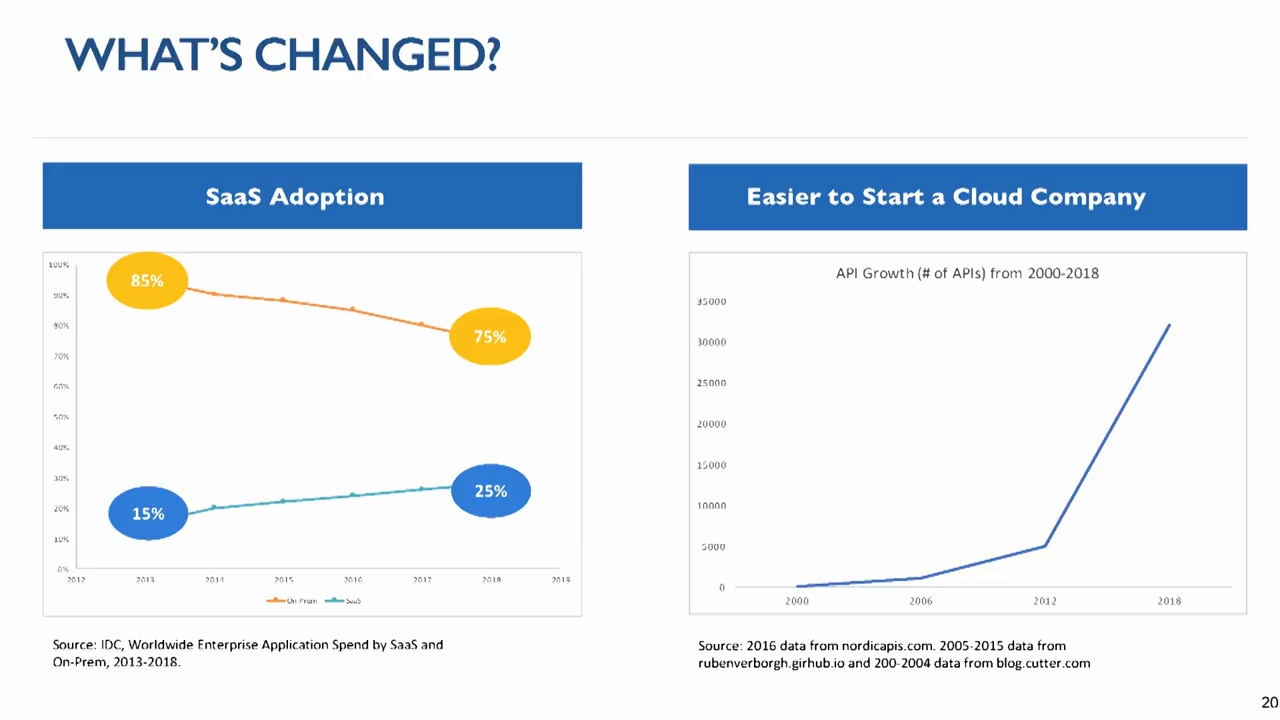 WHAT'S CHANGED?
SaaS Adoption
100%
90%
80%
70%
60%
50%
40%
30%
20%
10%
0%
85%
75%
15%
25%
2012 2013 2014 2015 2016 2017 2018 2019
On-Prem SaaS
Source: IDC, Worldwide Enterprise Application Spend by SaaS and
On-Prem, 2013-2018.
Easier to Start a Cloud Company
API Growth (# of APIs) from 2000-2018
35000
30000
25000
20000
15000
10000
5000
0
2000 2006 2012 2018
Source: 2016 data from nordicapis.com. 2005-2015 data from
rubenverborgh.girhub.io and 200-2004 data from blog.cutter.com
20